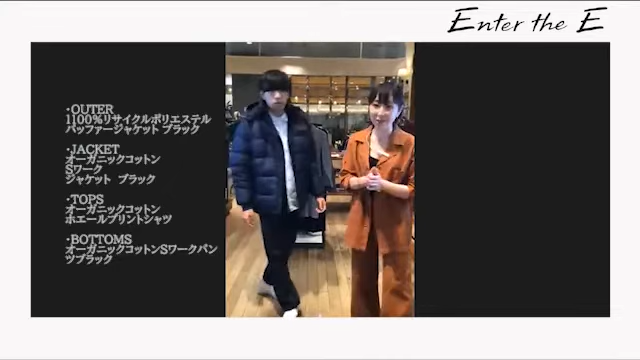 Enter the E
・OUTER
1100%リサイクルポリエステル
パッファージャケット ブラック
・JACKET
オーガニックコットン
Sワーク
ジャケット ブラック
・TOPS
オーガニックコットン
ホエールプリントシャツ
・BOTTOMS
オーガニックコットンSワークパン
ツブラック